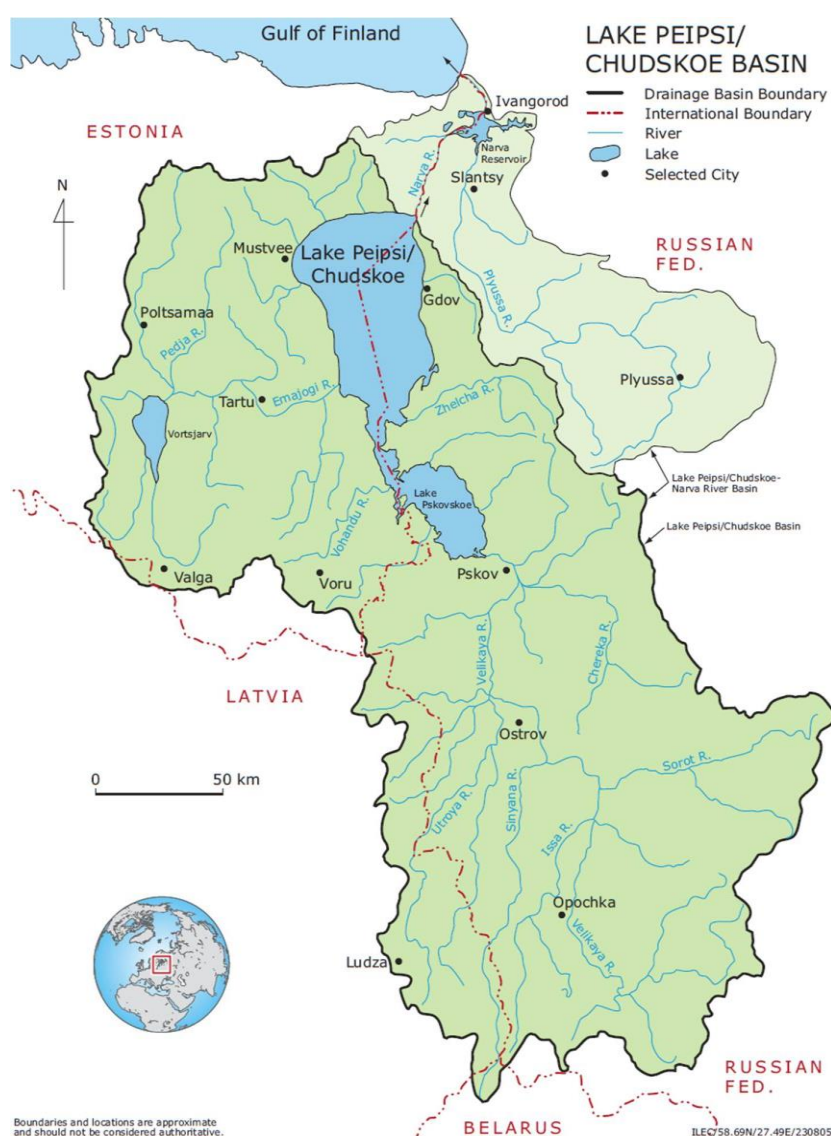 Gulf of Finland
LAKE PEIPSI/
CHUDSKOE BASIN
Drainage Basin Boundary
International Boundary
River
Lake
Selected City
ESTONIA
Ivangorod
Narva
Reservoir
N
Narva R.
Slantsy
Mustvee
Lake Peipsi/
Chudskoe
RUSSIAN
FED.
Gdov
Plyussa R.
Poltsamaa
Pedja R.
Plyussa
Tartu
Emajogi R.
Zhelcha R.
Vortsjarv
Lake Peipsi/Chudskoe-
Narva River Basin
Lake
Pskovskoe
Lake Peipsi/Chudskoe Basin
Vohandu R.
Valga
Voru
Pskov
Velikaya R.
Chereka R.
LATVIA
Ostrov
Sorot R.
0 50 km
Utroya R.
Sinyana R.
Issa R.
Opochka
Velikaya R.
Ludza
RUSSIAN
FED.
BELARUS
Boundaries and locations are approximate
and should not be considered authoritative.
ILEC/58.69N/27.49E/230805